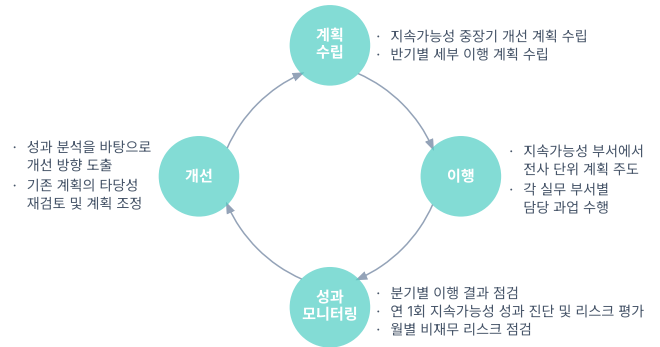 계획
수립
· 지속가능성 중장기 개선 계획 수립
· 반기별 세부 이행 계획 수립
이행
· 지속가능성 부서에서
전사 단위 계획 주도
· 각 실무 부서별
담당 과업 수행
성과
모니터링
· 분기별 이행 결과 점검
· 연 1회 지속가능성 성과 진단 및 리스크 평가
· 월별 비재무 리스크 점검
개선
· 성과 분석을 바탕으로
개선 방향 도출
· 기존 계획의 타당성
재검토 및 계획 조정